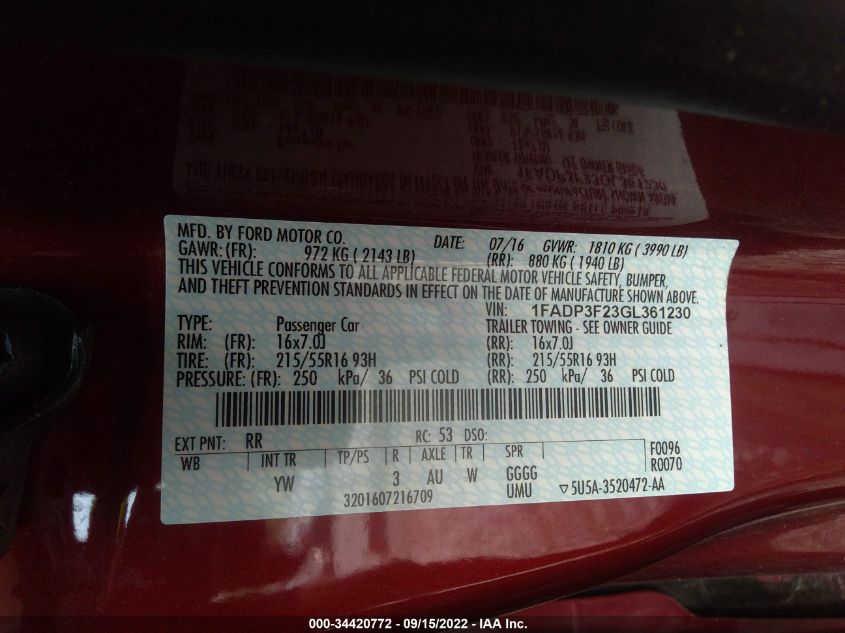 MFD. BY FORD MOTOR CO. DATE: 07/16 GVWR: 1810 KG ( 3990 LB)
GAWR: (FR): 972 KG ( 2143 LB) (RR): 880 KG ( 1940 LB)
THIS VEHICLE CONFORMS TO ALL APPLICABLE FEDERAL MOTOR VEHICLE SAFETY, BUMPER,
AND THEFT PREVENTION STANDARDS IN EFFECT ON THE DATE OF MANUFACTURE SHOWN ABOVE.
VIN: 1FADP3F23GL361230
TYPE: Passenger Car TRAILER TOWING - SEE OWNER GUIDE
RIM: (FR): 16x7.0J (RR): 16x7.0J
TIRE: (FR): 215/55R16 93H (RR): 215/55R16 93H
PRESSURE: (FR): 250 kPa/ 36 PSI COLD (RR): 250 kPa/ 36 PSI COLD
EXT PNT: RR RC: 53 DSO:
WB INT TR TP/PS R AXLE TR SPR F0096
YW 3 AU W GGGG R0070
3201607216709 UMU ▽5U5A-3520472-AA
000-34420772 - 09/15/2022 - IAA Inc.